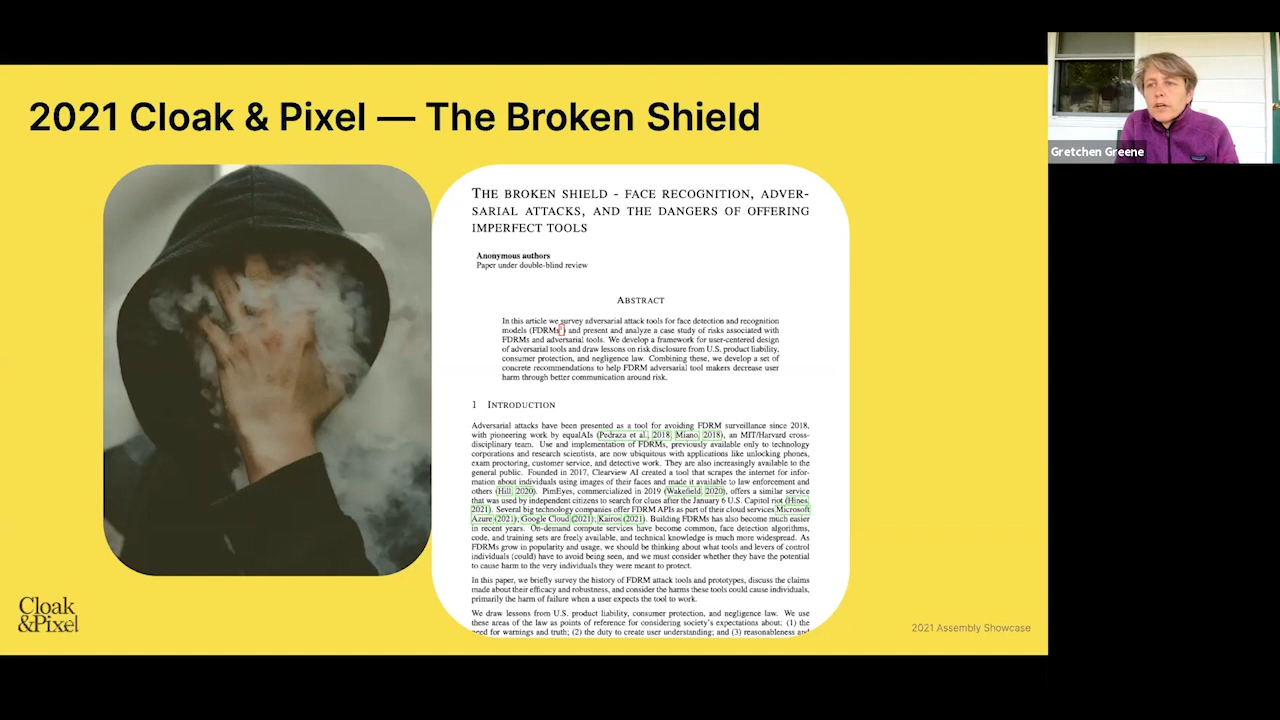 2021 Cloak & Pixel — The Broken Shield
Gretchen Greene
THE BROKEN SHIELD - FACE RECOGNITION, ADVER-
SARIAL ATTACKS, AND THE DANGERS OF OFFERING
IMPERFECT TOOLS
Anonymous authors
Paper under double-blind review
ABSTRACT
In this article we survey adversarial attack tools for face detection and recognition
models (FDRMs¹) and present and analyze a case study of risks associated with
FDRMs and adversarial tools. We develop a framework for user-centered design
of adversarial tools and draw lessons on risk disclosure from U.S. product liability,
consumer protection, and negligence law. Combining these, we develop a set of
concrete recommendations to help FDRM adversarial tool makers decrease user
harm through better communication around risk.
1 INTRODUCTION
Adversarial attacks have been presented as a tool for avoiding FDRM surveillance since 2018,
with pioneering work by equalAIs (Pedraza et al., 2018; Miano, 2018), an MIT/Harvard cross-
disciplinary team. Use and implementation of FDRMs, previously available only to technology
corporations and research scientists, are now ubiquitous with applications like unlocking phones,
exam proctoring, customer service, and detective work. They are also increasingly available to the
general public. Founded in 2017, Clearview AI created a tool that scrapes the internet for infor-
mation about individuals using images of their faces and made it available to law enforcement and
others (Hill, 2020). PimEyes, commercialized in 2019 (Wakefield, 2020), offers a similar service
that was used by independent citizens to search for clues after the January 6 U.S. Capitol riot (Hines,
2021). Several big technology companies offer FDRM APIs as part of their cloud services Microsoft
Azure (2021); Google Cloud (2021); Kairos (2021). Building FDRMs has also become much easier
in recent years. On-demand compute services have become common, face detection algorithms,
code, and training sets are freely available, and technical knowledge is much more widespread. As
FDRMs grow in popularity and usage, we should be thinking about what tools and levers of control
individuals (could) have to avoid being seen, and we must consider whether they have the potential
to cause harm to the very individuals they were meant to protect.
In this paper, we briefly survey the history of FDRM attack tools and prototypes, discuss the claims
made about their efficacy and robustness, and consider the harms these tools could cause individuals,
primarily the harm of failure when a user expects the tool to work.
We draw lessons from U.S. product liability, consumer protection, and negligence law. We use
these areas of the law as points of reference for considering society's expectations about: (1) the
need for warnings and truth; (2) the duty to create user understanding; and (3) reasonableness and
Cloak
&Pixel
2021 Assembly Showcase